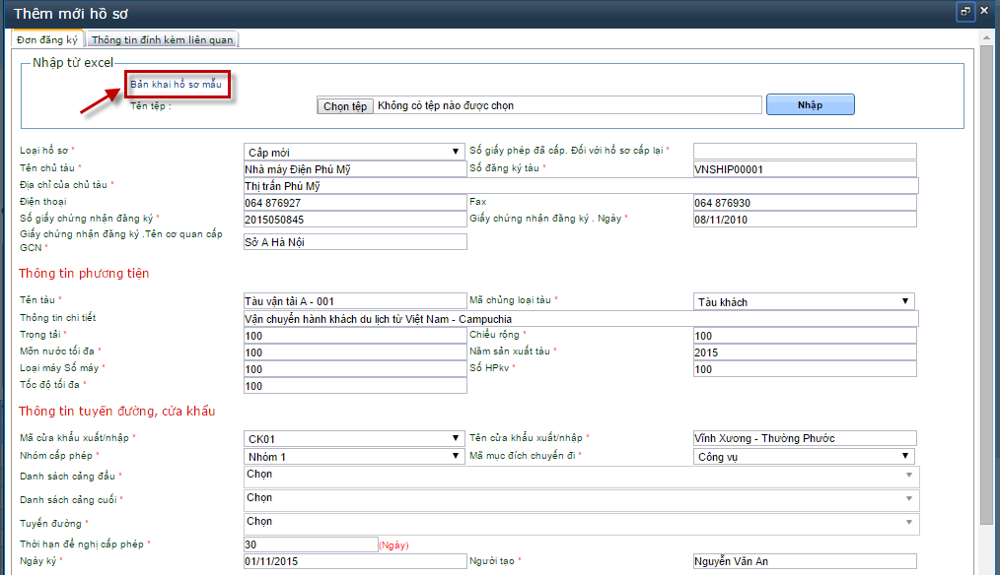 Thêm mới hồ sơ
Đơn đăng ký Thông tin đính kèm liên quan
Nhập từ excel
Bản khai hồ sơ mẫu
Tên tệp : Chọn tệp Không có tệp nào được chọn Nhập
Loại hồ sơ * Cấp mới Số giấy phép đã cấp. Đối với hồ sơ cấp lại *
Tên chủ tàu * Nhà máy Điện Phú Mỹ Số đăng ký tàu * VNSHIP00001
Địa chỉ của chủ tàu * Thị trấn Phú Mỹ
Điện thoại 064 876927 Fax 064 876930
Số giấy chứng nhận đăng ký * 2015050845 Giấy chứng nhận đăng ký . Ngày * 08/11/2010
Giấy chứng nhận đăng ký .Tên cơ quan cấp
GCN * Sở A Hà Nội
Thông tin phương tiện
Tên tàu * Tàu vận tải A - 001 Mã chủng loại tàu * Tàu khách
Thông tin chi tiết Vận chuyển hành khách du lịch từ Việt Nam - Campuchia
Trọng tải * 100 Chiều rộng * 100
Mỡn nước tối đa * 100 Năm sản xuất tàu * 2015
Loại máy Số máy * 100 Số HPkv * 100
Tốc độ tối đa * 100
Thông tin tuyến đường, cửa khẩu
Mã cửa khẩu xuất/nhập * CK01 Tên cửa khẩu xuất/nhập * Vĩnh Xương - Thường Phước
Nhóm cấp phép * Nhóm 1 Mã mục đích chuyến đi * Công vụ
Danh sách cảng đầu * Chọn
Danh sách cảng cuối * Chọn
Tuyến đường * Chọn
Thời hạn đề nghị cấp phép * 30 (Ngày)
Ngày ký * 01/11/2015 Người tạo * Nguyễn Văn An